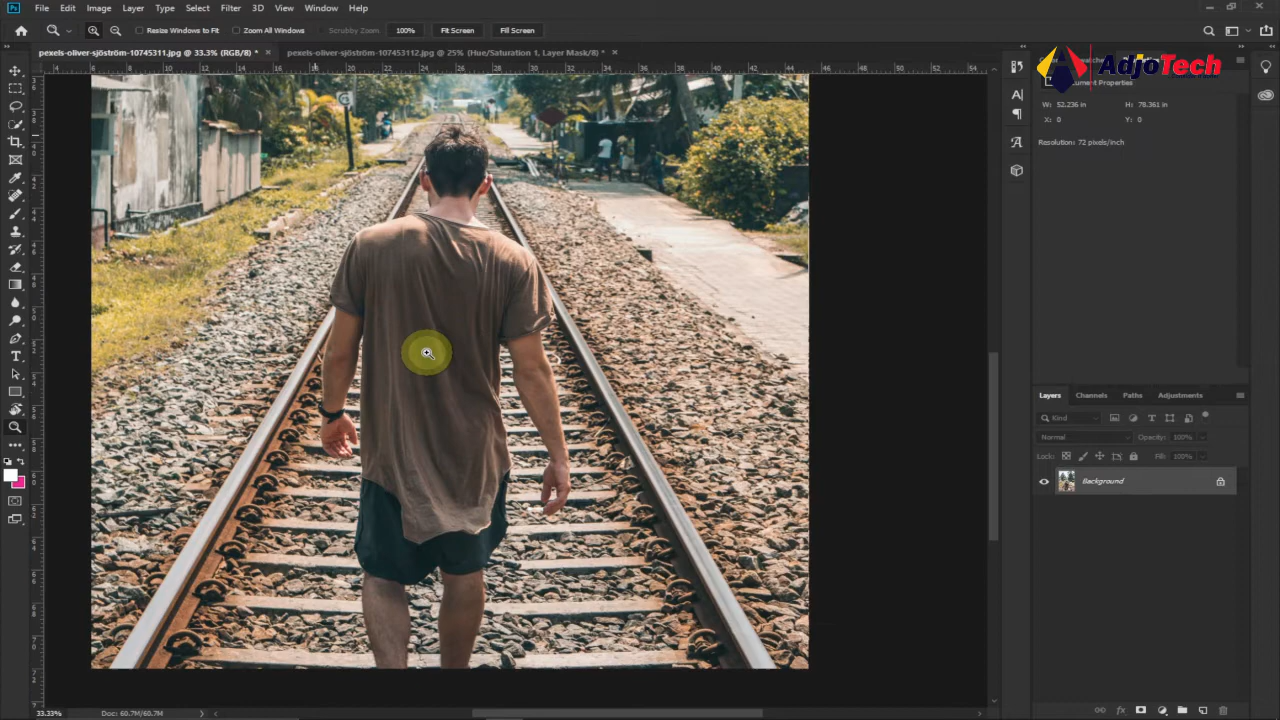 File Edit Image Layer Type Select Filter 3D View Window Help
Resize Windows to Fit Zoom All Windows Scrubby Zoom 100% Fit Screen Fill Screen
pexels-oliver-sjöström-10745311.jpg @ 33.3% (RGB/8) * × pexels-oliver-sjöström-10745312.jpg @ 25% (Hue/Saturation 1, Layer Mask/8) * ×
AdjoTech
Document Properties
W: 52.236 in H: 78.361 in
X: 0 Y: 0
Resolution: 72 pixels/inch
Layers Channels Paths Adjustments
Kind
Normal Opacity: 100%
Lock: Fill: 100%
Background
33.33% Doc: 60.7M/60.7M